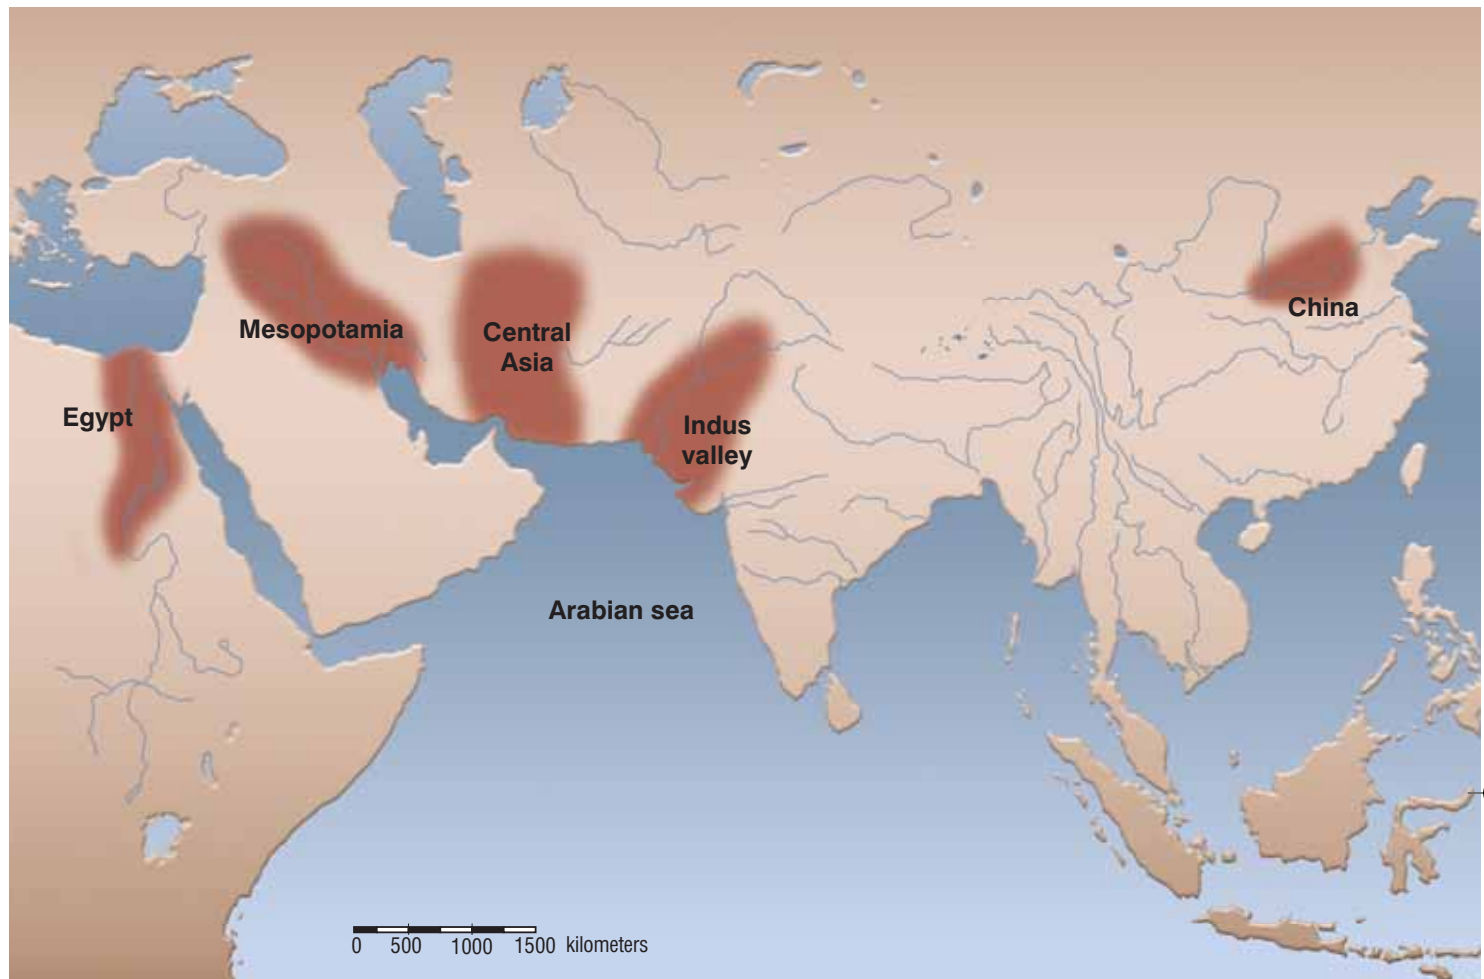 China
Mesopotamia
Central
Asia
Egypt
Indus
valley
Arabian sea
0 500 1000 1500 kilometers